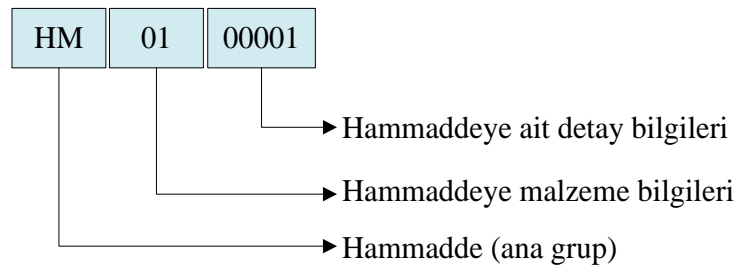 HM 01 00001
Hammaddeye ait detay bilgileri
Hammaddeye malzeme bilgileri
Hammadde (ana grup)